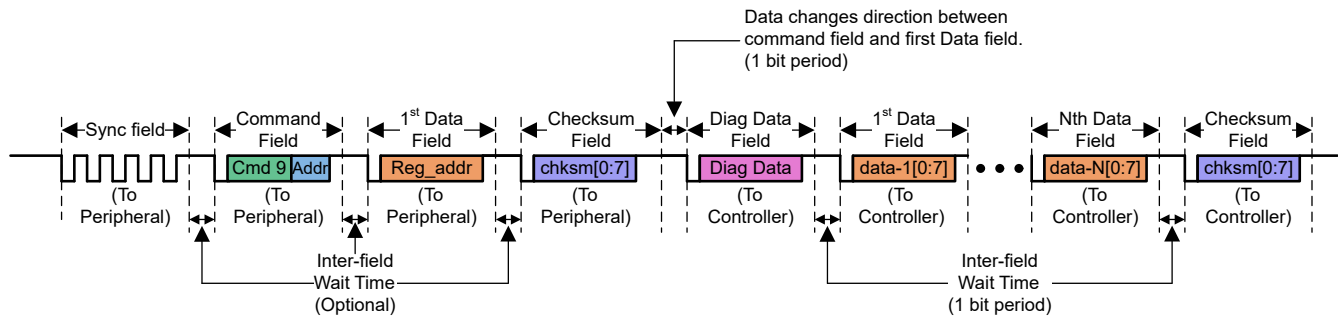 Data changes direction between
command field and first Data field.
(1 bit period)
Sync field
Command
Field
1st Data
Field
Checksum
Field
Diag Data
Field
1st Data
Field
Nth Data
Field
Checksum
Field
Cmd 9 Addr
Reg_addr
chksm[0:7]
Diag Data
data-1[0:7]
data-N[0:7]
chksm[0:7]
(To
Peripheral)
(To
Peripheral)
(To
Peripheral)
(To
Peripheral)
(To
Controller)
(To
Controller)
(To
Controller)
(To
Controller)
Inter-field
Wait Time
(Optional)
Inter-field
Wait Time
(1 bit period)